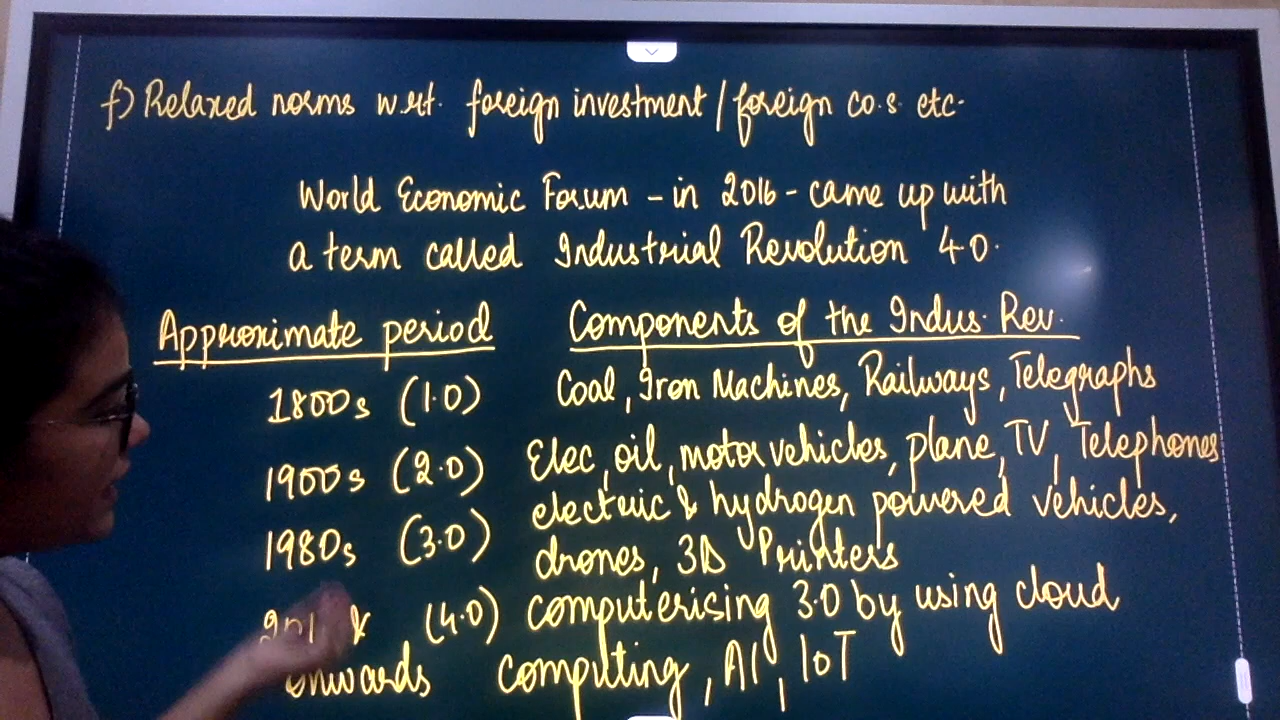 f) Relaxed norms w.r.t. foreign investment / foreign co.s. etc.
World Economic Forum - in 2016 - came up with
a term called Industrial Revolution 4.0.
Approximate period Components of the Indus. Rev.
1800s (1.0) Coal, Iron Machines, Railways, Telegraphs
1900s (2.0) Elec, oil, motor vehicles, plane, TV, Telephones
electric & hydrogen powered vehicles,
1980s (3.0) drones, 3D Printers
& (4.0) computerising 3.0 by using cloud
onwards computing, AI, IoT